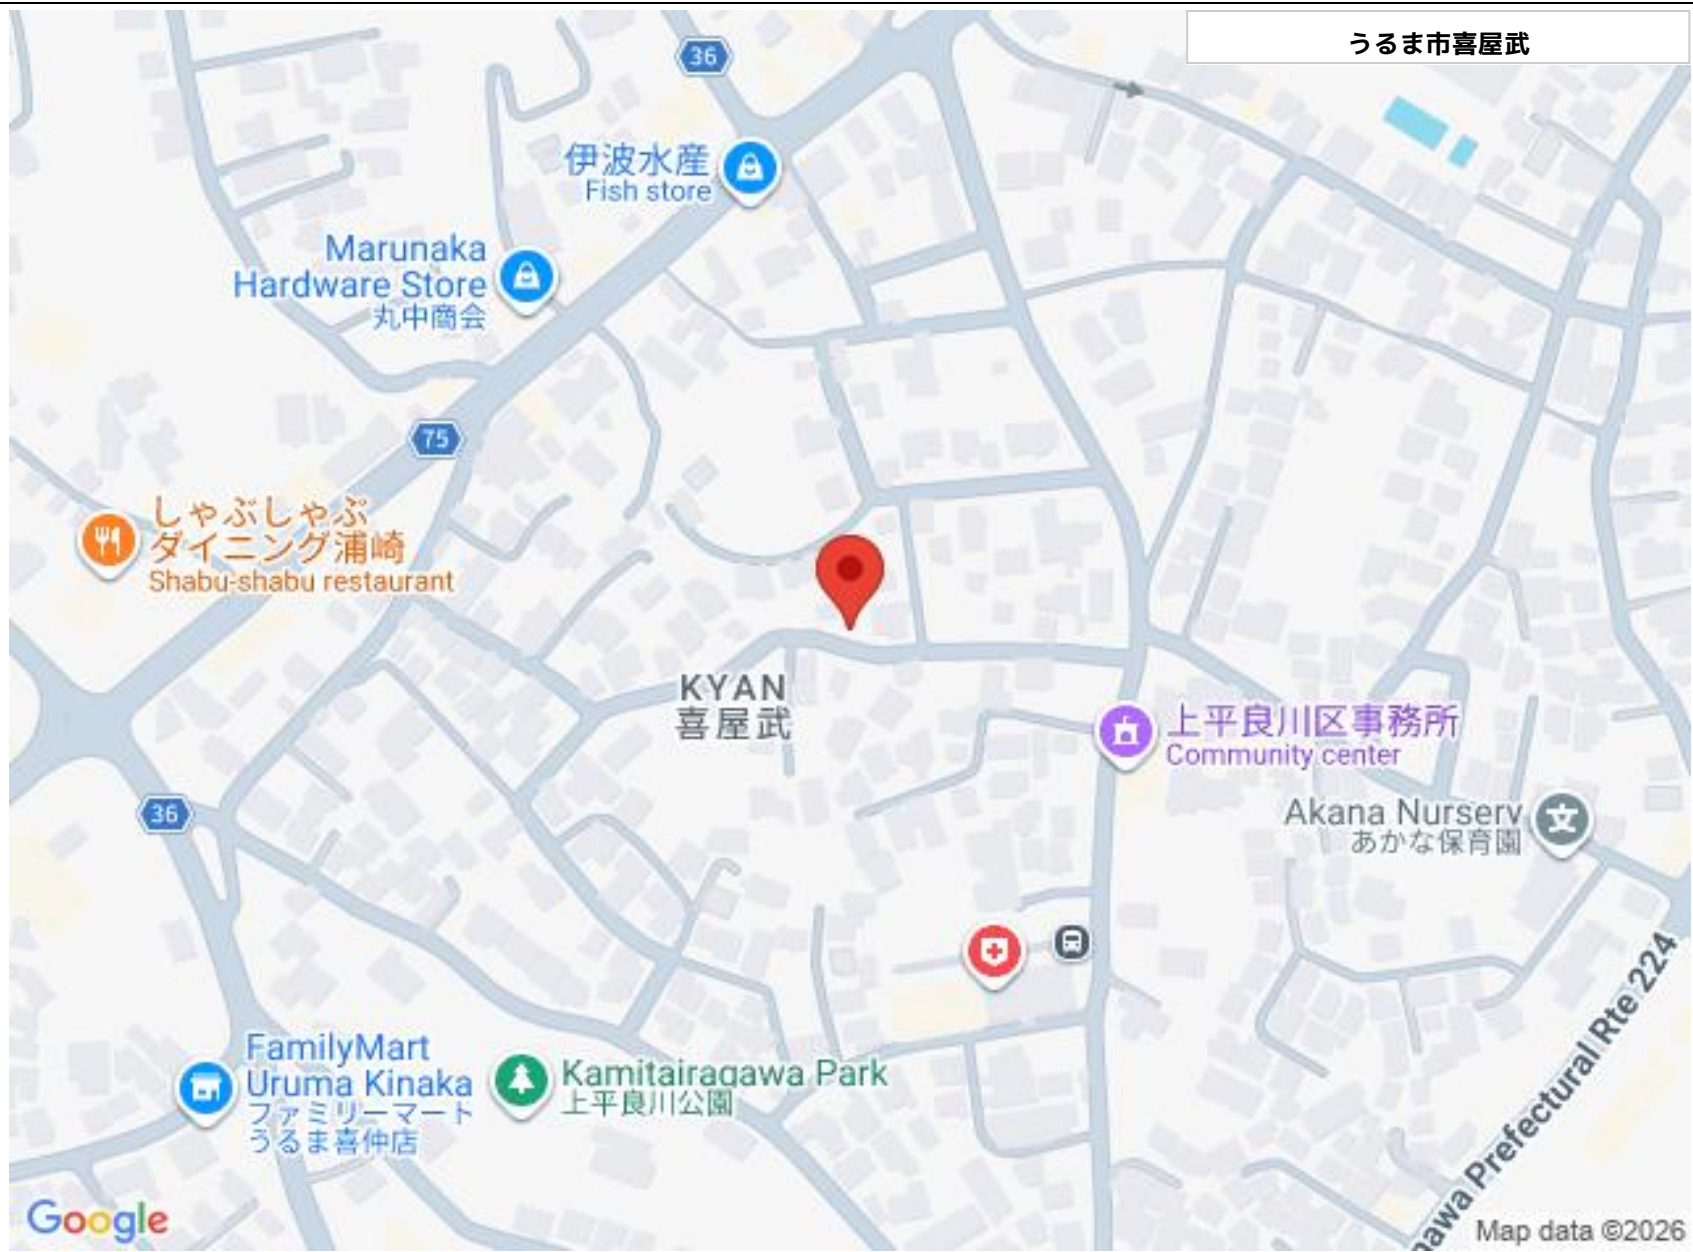 うるま市喜屋武
36
伊波水産
Fish store
Marunaka
Hardware Store
丸中商会
75
しゃぶしゃぶ
ダイニング浦崎
Shabu-shabu restaurant
KYAN
喜屋武
上平良川区事務所
Community center
36
Akana Nursery
あかな保育園
FamilyMart
Uruma Kinaka
ファミリーマート
うるま喜仲店
Kamitairagawa Park
上平良川公園
nawa Prefectural Rte 224
Google
Map data ©2026